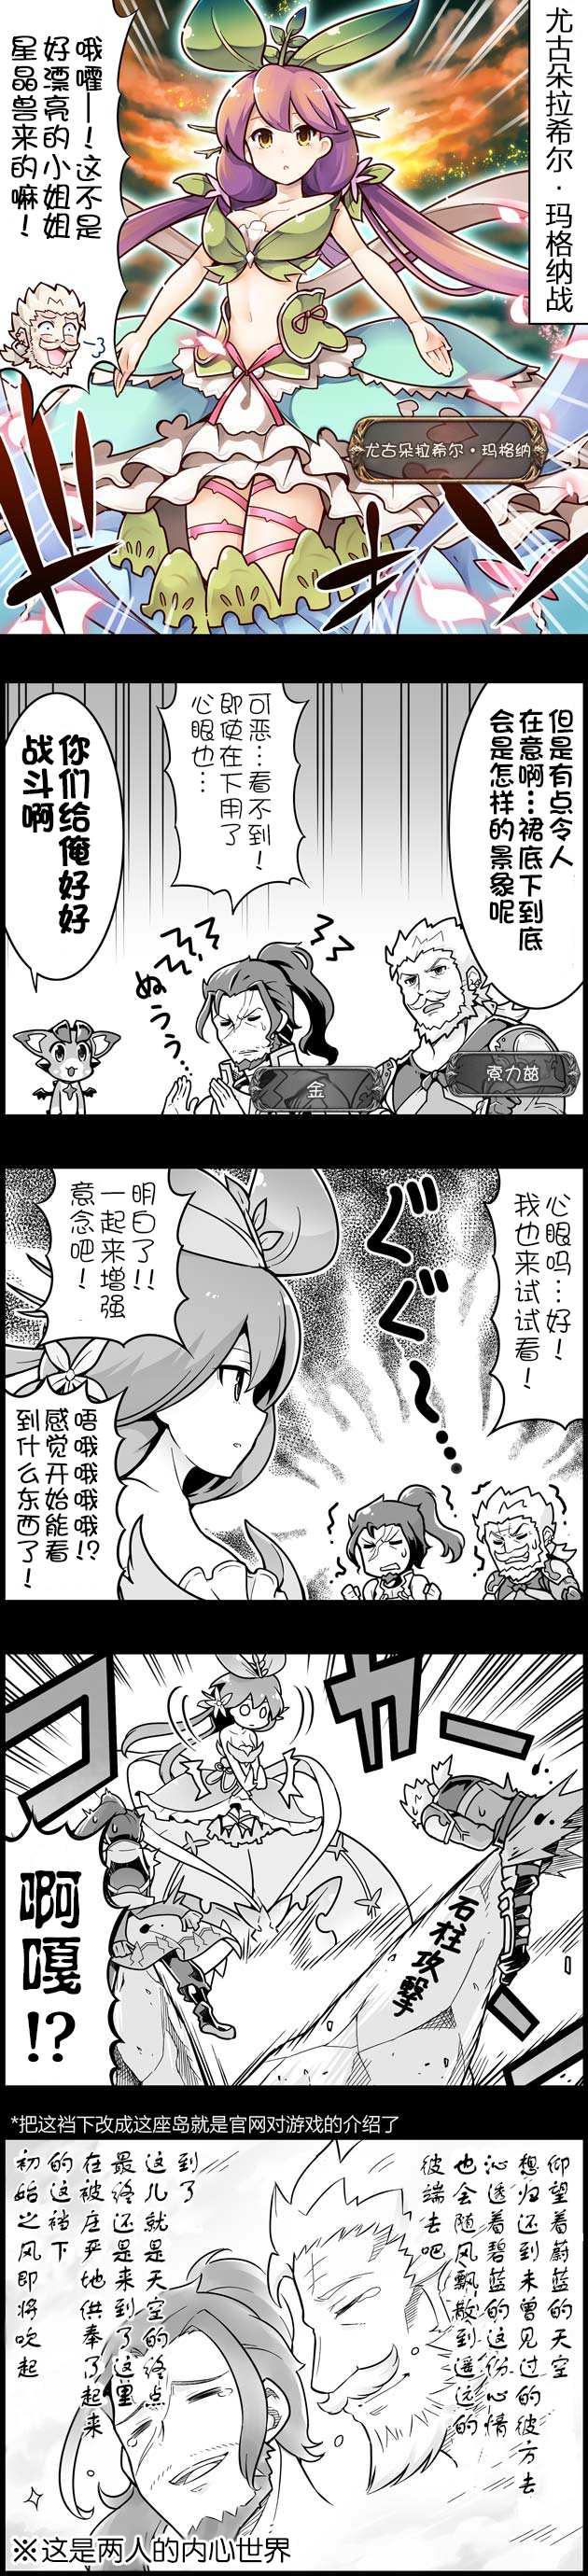 尤古朵拉希尔·玛格纳战
哦嚯—！这不是
好漂亮的小姐姐
星晶兽来的嘛！
尤古朵拉希尔·玛格纳
但是有点令人
在意啊…裙底下到底
会是怎样的景象呢
可恶…看不到！
即使在下用了
心眼也…
你们给俺好好
战斗啊
ぬううう…
金
索力兹
心眼吗…好！
我也来试试看！
ぐぐぐ〜…
明白了!!
一起来增强
意念吧！
唔哦哦哦哦!?
感觉开始能看
到什么东西了！
カー
石柱攻擊
啊嘎!?
*把这裆下改成这座岛就是官网对游戏的介绍了
仰望着蔚蓝的天空
想归还到未曾见过的彼方去
沁透着碧蓝的这份心情
也会随风飘散到遥远的
彼端去吧
到了
这儿就是天空的终点
最终还是来到了这里
在被庄严地供奉了起来
的这裆下
初始之风即将吹起
※这是两人的内心世界